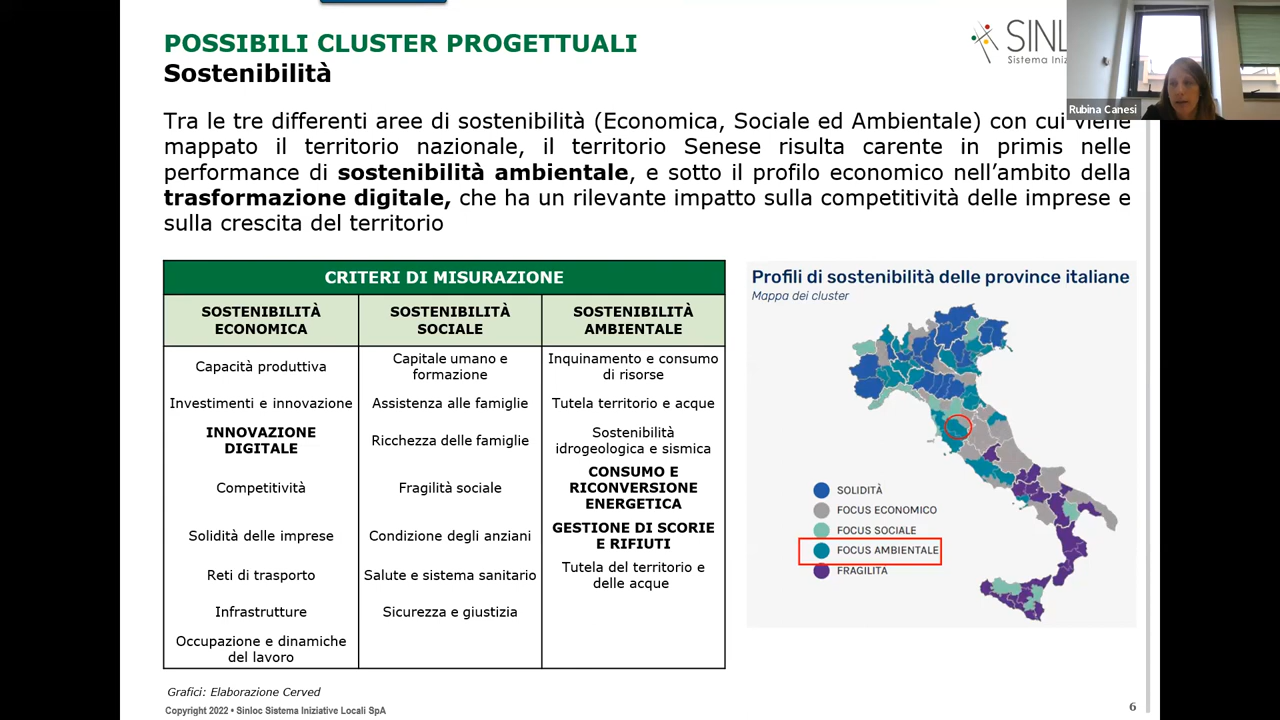 POSSIBILI CLUSTER PROGETTUALI
Sostenibilità
SINL
Sistema Iniz
Rubina Canesi
Tra le tre differenti aree di sostenibilità (Economica, Sociale ed Ambientale) con cui viene
mappato il territorio nazionale, il territorio Senese risulta carente in primis nelle
performance di sostenibilità ambientale, e sotto il profilo economico nell'ambito della
trasformazione digitale, che ha un rilevante impatto sulla competitività delle imprese e
sulla crescita del territorio
CRITERI DI MISURAZIONE
SOSTENIBILITÀ
ECONOMICA
Capacità produttiva
Investimenti e innovazione
INNOVAZIONE
DIGITALE
Competitività
Solidità delle imprese
Reti di trasporto
Infrastrutture
Occupazione e dinamiche
del lavoro
SOSTENIBILITÀ
SOCIALE
Capitale umano e
formazione
Assistenza alle famiglie
Ricchezza delle famiglie
Fragilità sociale
Condizione degli anziani
Salute e sistema sanitario
Sicurezza e giustizia
SOSTENIBILITÀ
AMBIENTALE
Inquinamento e consumo
di risorse
Tutela territorio e acque
Sostenibilità
idrogeologica e sismica
CONSUMO E
RICONVERSIONE
ENERGETICA
GESTIONE DI SCORIE
E RIFIUTI
Tutela del territorio e
delle acque
Profili di sostenibilità delle province italiane
Mappa dei cluster
SOLIDITÀ
FOCUS ECONOMICO
FOCUS SOCIALE
FOCUS AMBIENTALE
FRAGILITÀ
Grafici: Elaborazione Cerved
Copyright 2022 • Sinloc Sistema Iniziative Locali SpA
6